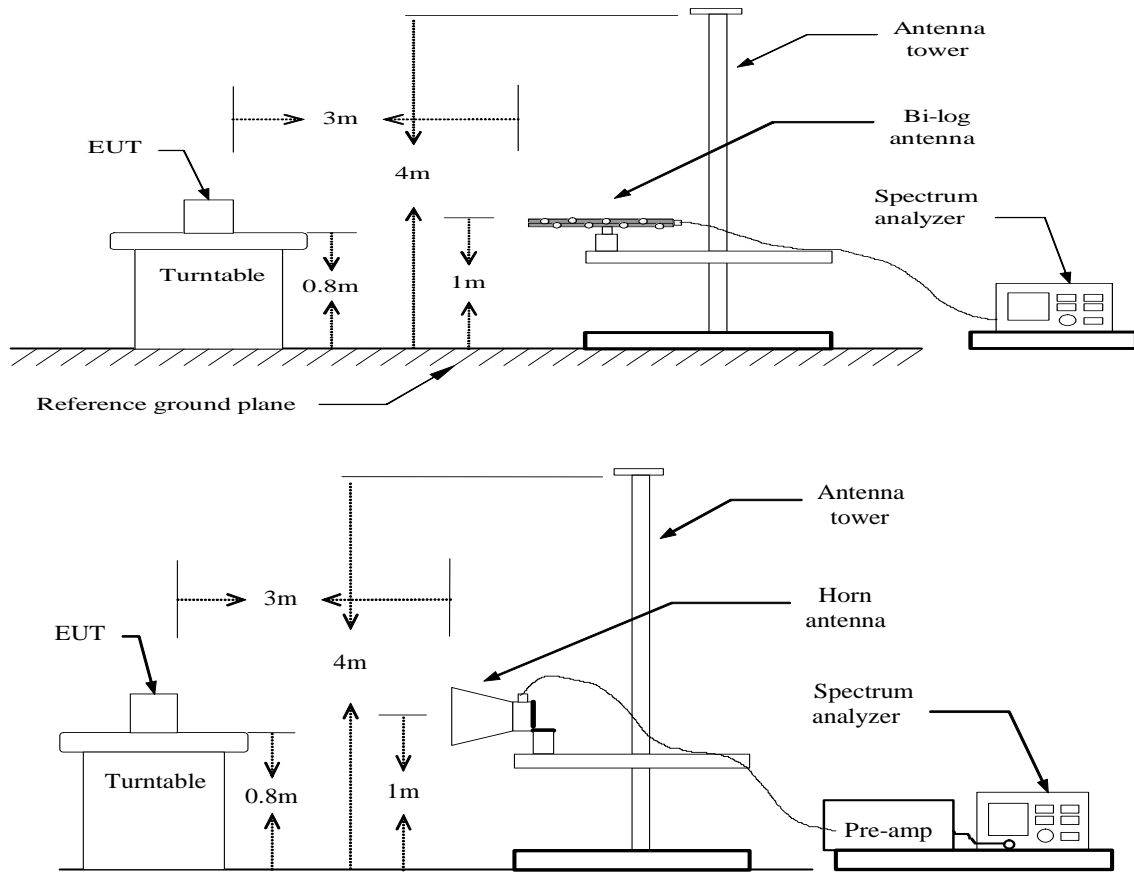 Antenna
tower
3m
Bi-log
antenna
EUT
4m
Spectrum
analyzer
Turntable
0.8m
1m
Reference ground plane
Antenna
tower
3m
Horn
antenna
EUT
4m
Spectrum
analyzer
Turntable
0.8m
1m
Pre-amp